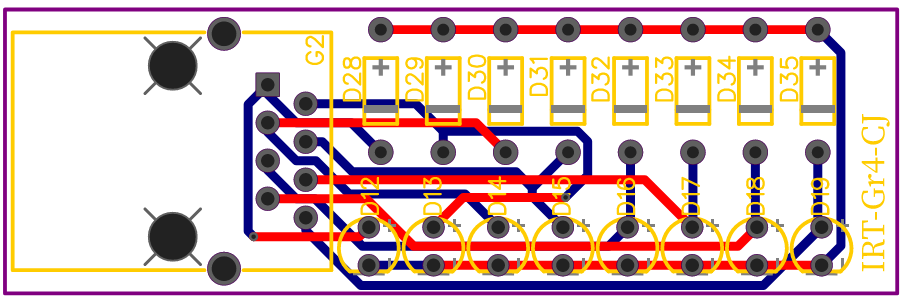 G2
D28
D29
D30
D31
D32
D33
D34
D35
D12
D13
D14
D15
D16
D17
D18
D19
IRT-Gr4-CJ